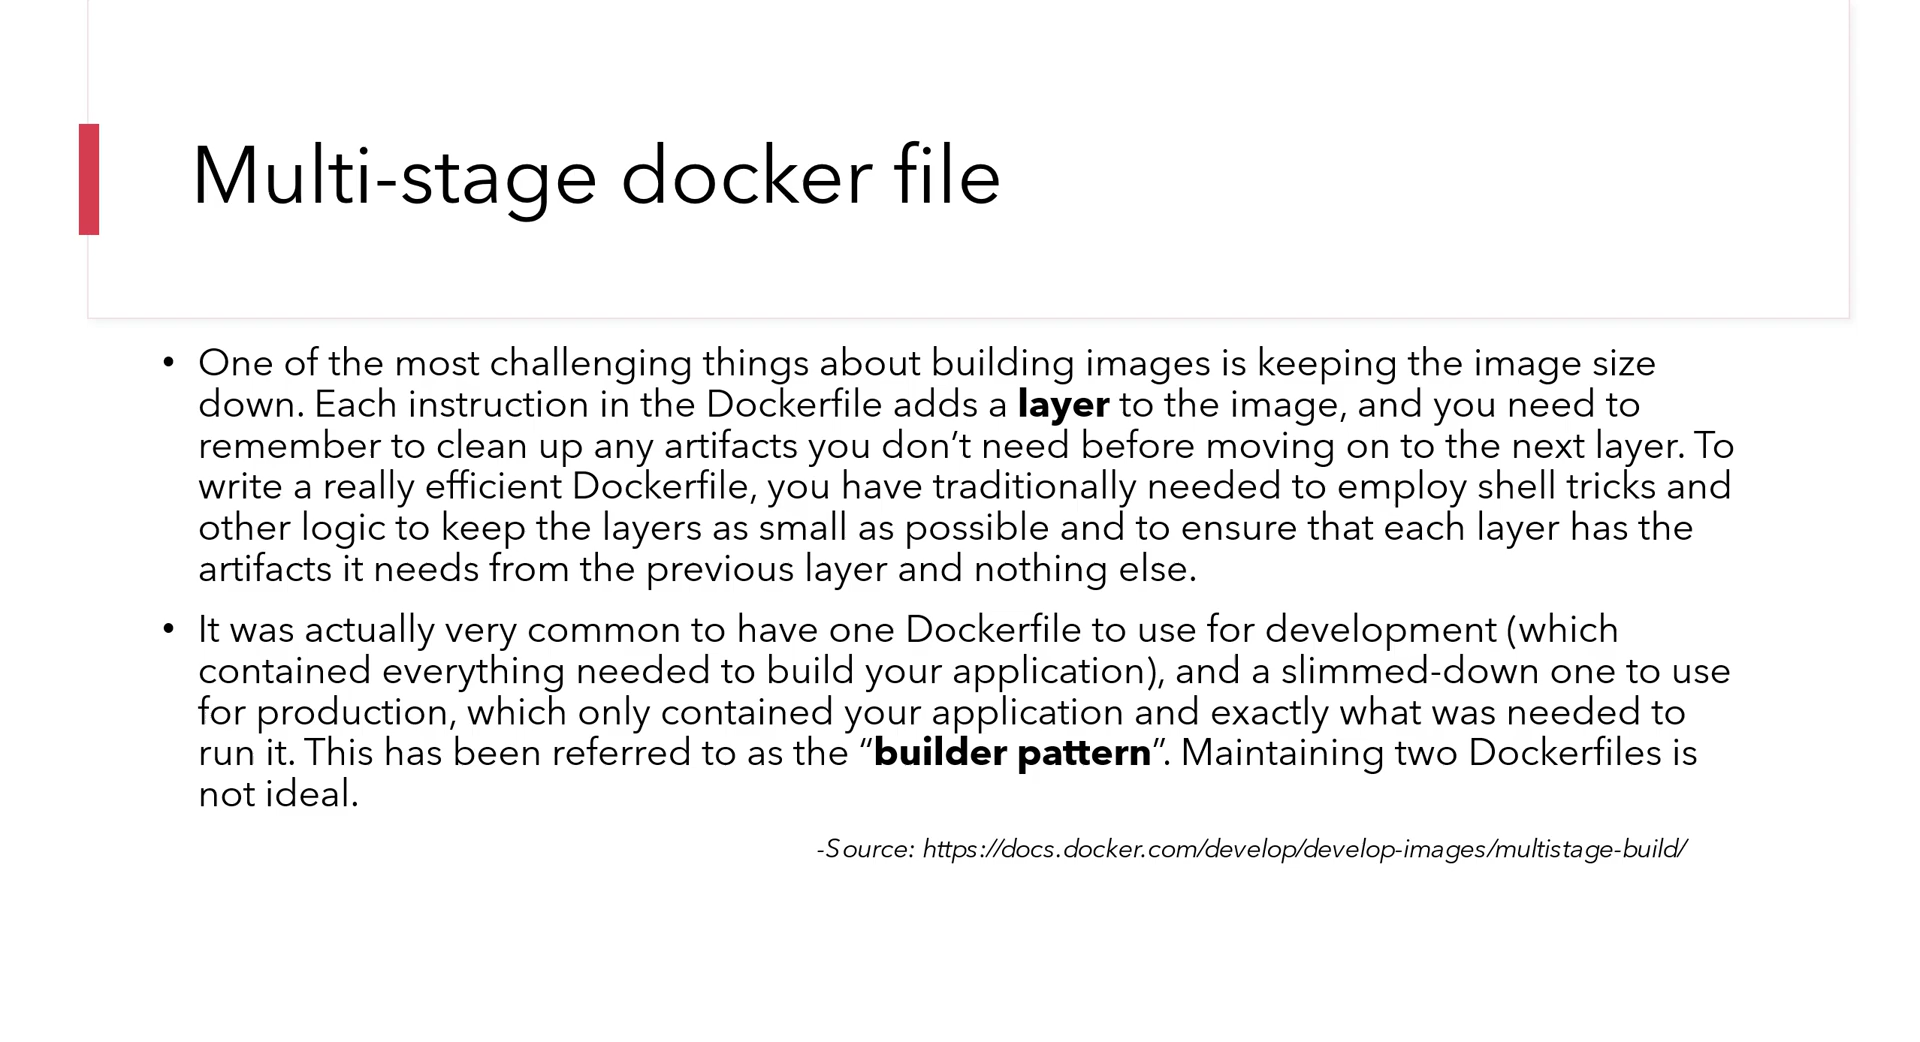 Multi-stage docker file
• One of the most challenging things about building images is keeping the image size
down. Each instruction in the Dockerfile adds a layer to the image, and you need to
remember to clean up any artifacts you don’t need before moving on to the next layer. To
write a really efficient Dockerfile, you have traditionally needed to employ shell tricks and
other logic to keep the layers as small as possible and to ensure that each layer has the
artifacts it needs from the previous layer and nothing else.
• It was actually very common to have one Dockerfile to use for development (which
contained everything needed to build your application), and a slimmed-down one to use
for production, which only contained your application and exactly what was needed to
run it. This has been referred to as the “builder pattern”. Maintaining two Dockerfiles is
not ideal.
-Source: https://docs.docker.com/develop/develop-images/multistage-build/